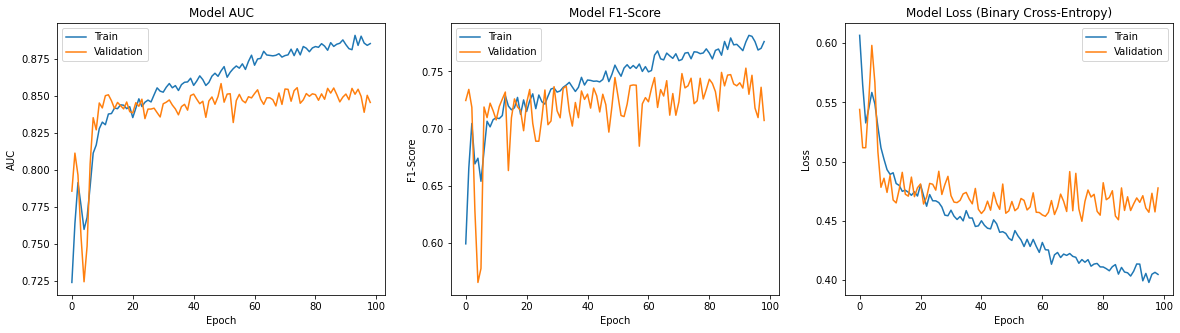 Model AUC
Train
Validation
0.875
0.850
0.825
0.800
0.775
0.750
0.725
AUC
0 20 40 60 80 100
Epoch
Model F1-Score
Train
Validation
0.75
0.70
0.65
0.60
F1-Score
0 20 40 60 80 100
Epoch
Model Loss (Binary Cross-Entropy)
Train
Validation
0.60
0.55
0.50
0.45
0.40
Loss
0 20 40 60 80 100
Epoch